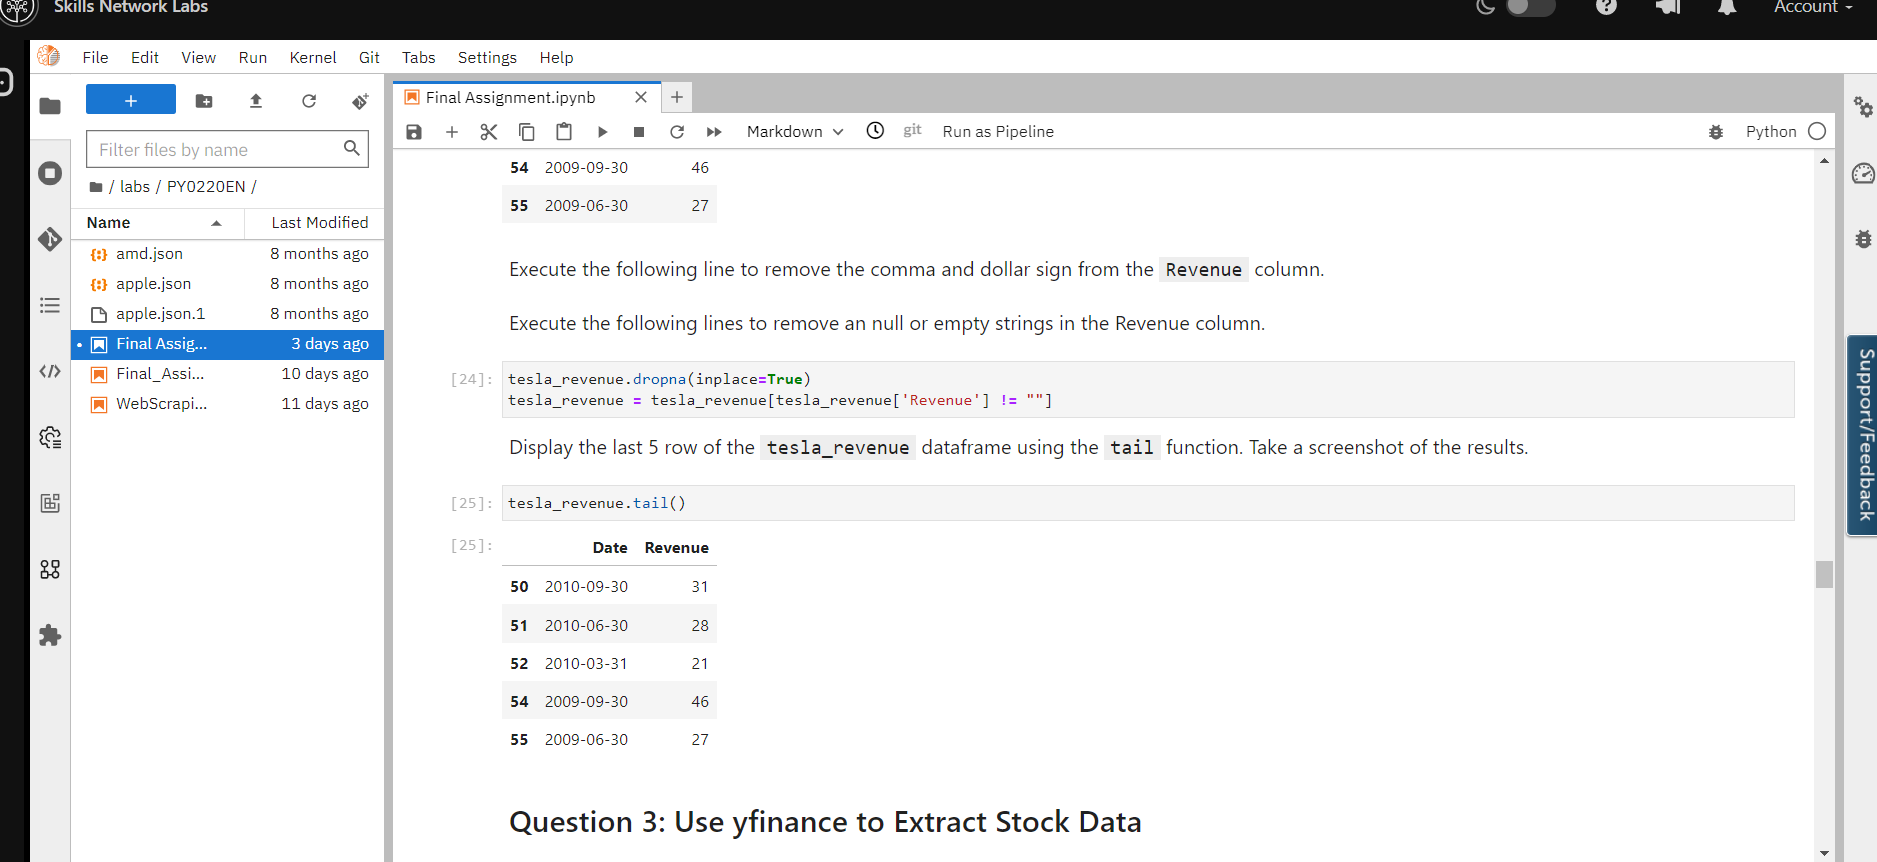 Skills Network Labs
Account
File Edit View Run Kernel Git Tabs Settings Help
Final Assignment.ipynb
Filter files by name
Markdown git Run as Pipeline Python
/ labs / PY0220EN /
Name Last Modified
amd.json 8 months ago
apple.json 8 months ago
apple.json.1 8 months ago
Final Assig... 3 days ago
Final_Assi... 10 days ago
WebScrapi... 11 days ago
54 2009-09-30 46
55 2009-06-30 27
Execute the following line to remove the comma and dollar sign from the Revenue column.
Execute the following lines to remove an null or empty strings in the Revenue column.
[24]: tesla_revenue.dropna(inplace=True)
tesla_revenue = tesla_revenue[tesla_revenue['Revenue'] != ""]
Display the last 5 row of the tesla_revenue dataframe using the tail function. Take a screenshot of the results.
[25]: tesla_revenue.tail()
[25]: Date Revenue
50 2010-09-30 31
51 2010-06-30 28
52 2010-03-31 21
54 2009-09-30 46
55 2009-06-30 27
Question 3: Use yfinance to Extract Stock Data
Support/Feedback